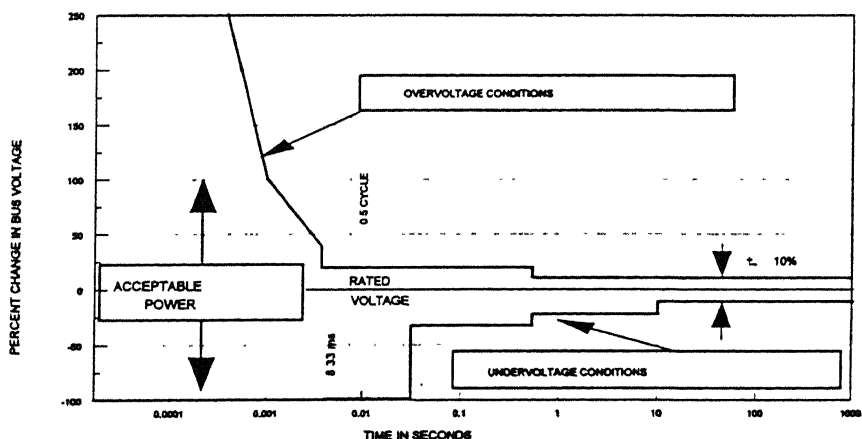 PERCENT CHANGE IN BUS VOLTAGE
250
200
150
100
50
0
-50
-100
OVERVOLTAGE CONDITIONS
0 5 CYCLE
ACCEPTABLE
POWER
RATED
VOLTAGE
10%
8 33 ms
UNDERVOLTAGE CONDITIONS
0.0001
0.001
0.01
0.1
1
10
100
1000
TIME IN SECONDS